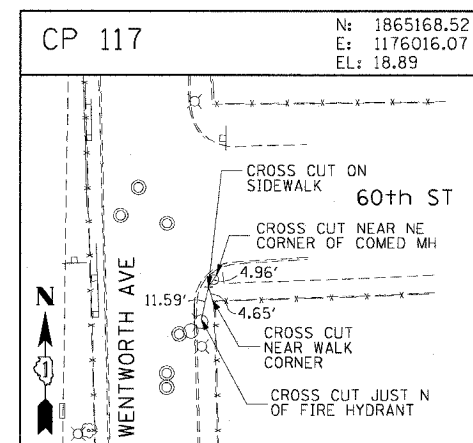 CP 117
N: 1865168.52
E: 1176016.07
EL: 18.89
CROSS CUT ON
SIDEWALK
60th ST
CROSS CUT NEAR NE
CORNER OF COMED MH
4.96'
11.59'
4.65'
N
1
WENTWORTH AVE
CROSS CUT
NEAR WALK
CORNER
CROSS CUT JUST N
OF FIRE HYDRANT